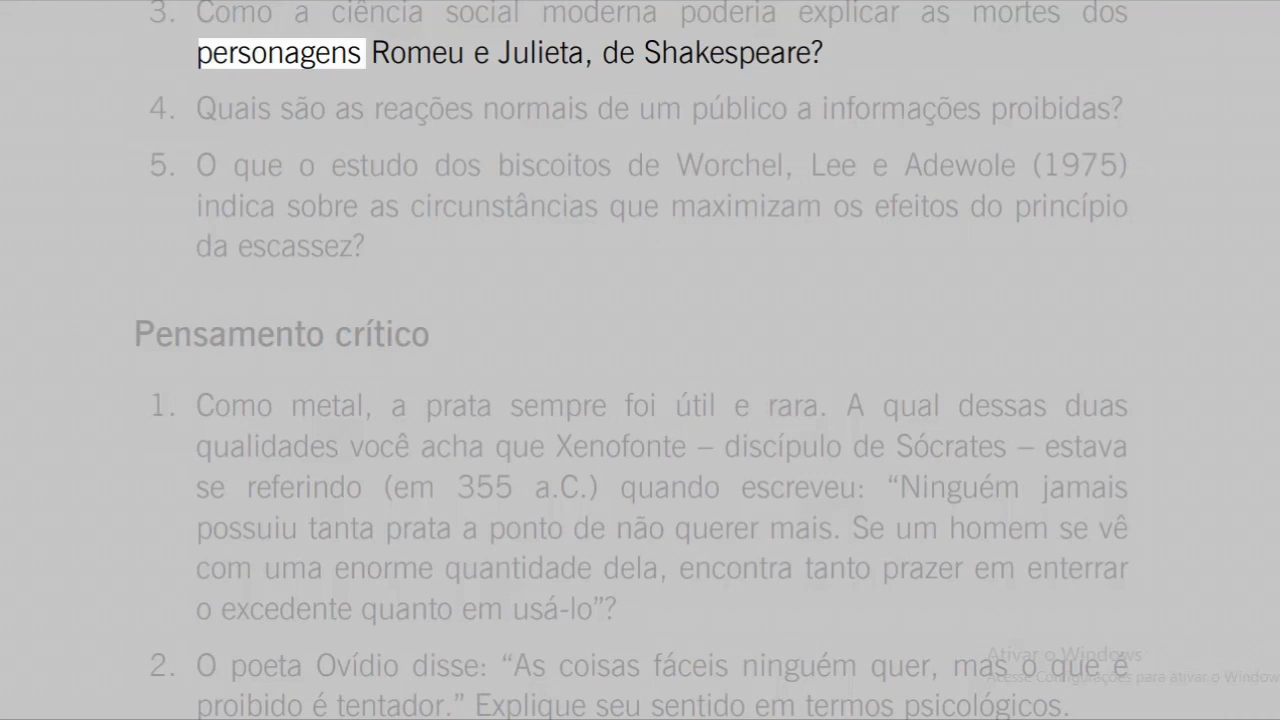 3. Como a ciência social moderna poderia explicar as mortes dos
personagens Romeu e Julieta, de Shakespeare?
4. Quais são as reações normais de um público a informações proibidas?
5. O que o estudo dos biscoitos de Worchel, Lee e Adewole (1975)
indica sobre as circunstâncias que maximizam os efeitos do princípio
da escassez?
Pensamento crítico
1. Como metal, a prata sempre foi útil e rara. A qual dessas duas
qualidades você acha que Xenofonte – discípulo de Sócrates – estava
se referindo (em 355 a.C.) quando escreveu: “Ninguém jamais
possuiu tanta prata a ponto de não querer mais. Se um homem se vê
com uma enorme quantidade dela, encontra tanto prazer em enterrar
o excedente quanto em usá-lo”?
2. O poeta Ovídio disse: “As coisas fáceis ninguém quer, mas o que é
proibido é tentador.” Explique seu sentido em termos psicológicos.
Ativar o Windows
Acesse Configurações para ativar o Window